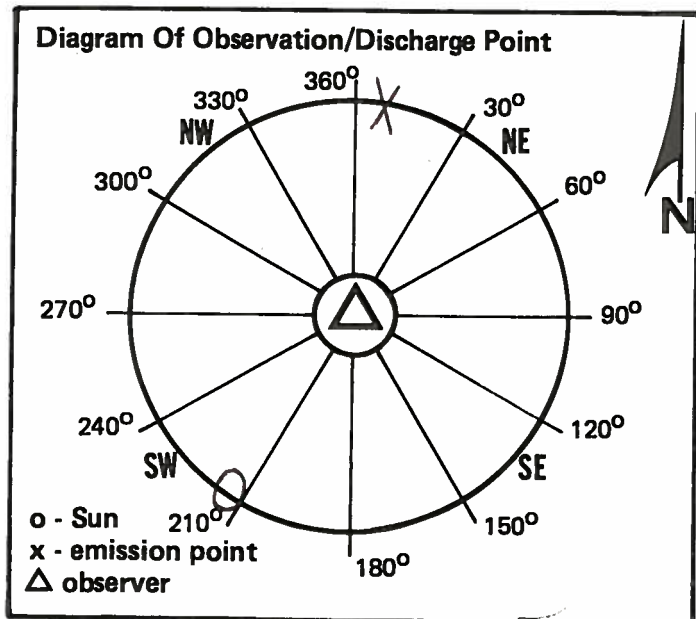 Diagram Of Observation/Discharge Point
360°
330°
30°
NW
NE
300°
60°
N
270°
90°
240°
120°
SW
SE
o - Sun
210°
150°
x - emission point
180°
△ observer